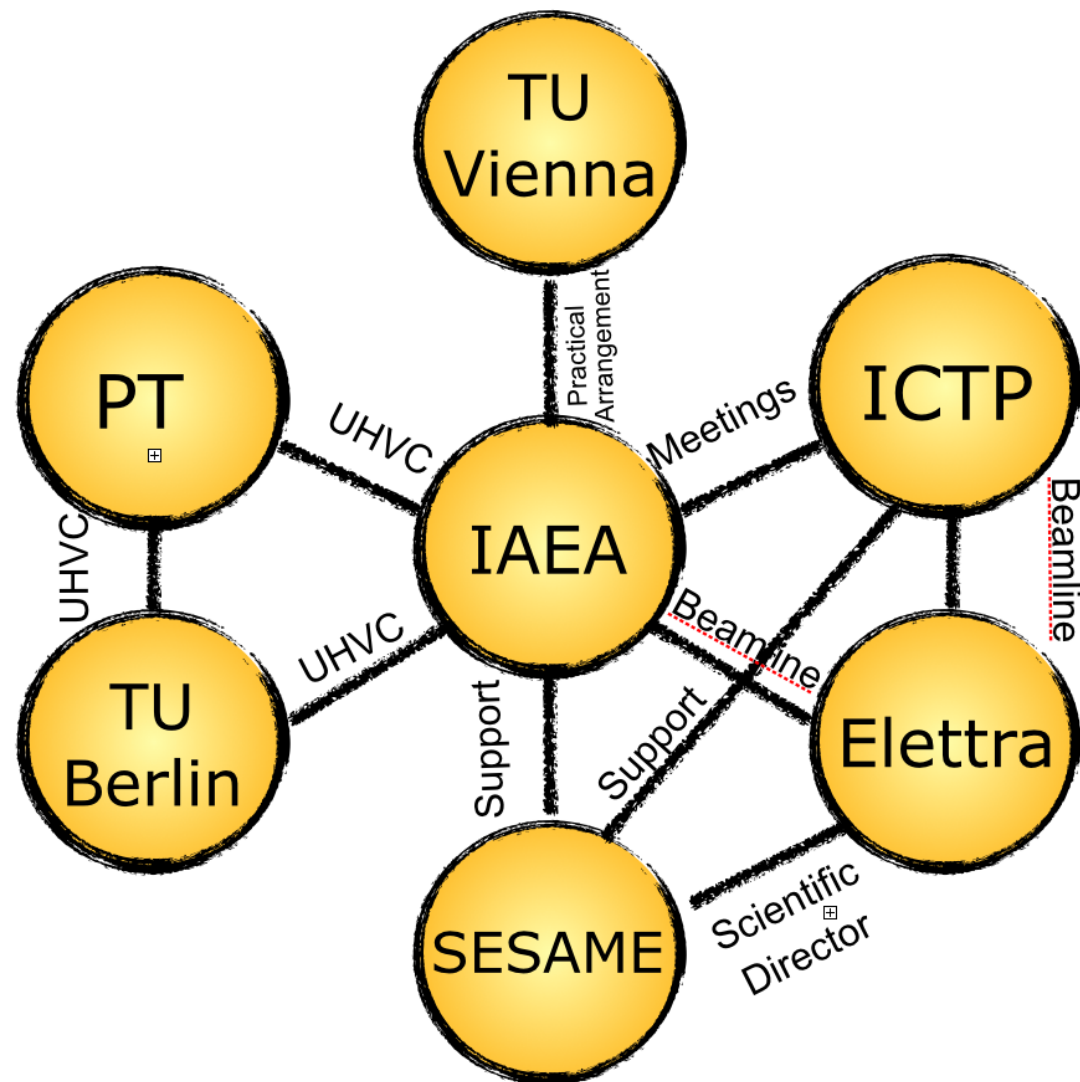 TU
Vienna
Practical
Arrangement
PT
UHVC
Meetings
ICTP
IAEA
UHVC
Beamline
Beamline
TU
Berlin
UHVC
Support
Support
Elettra
SESAME
Scientific
Director